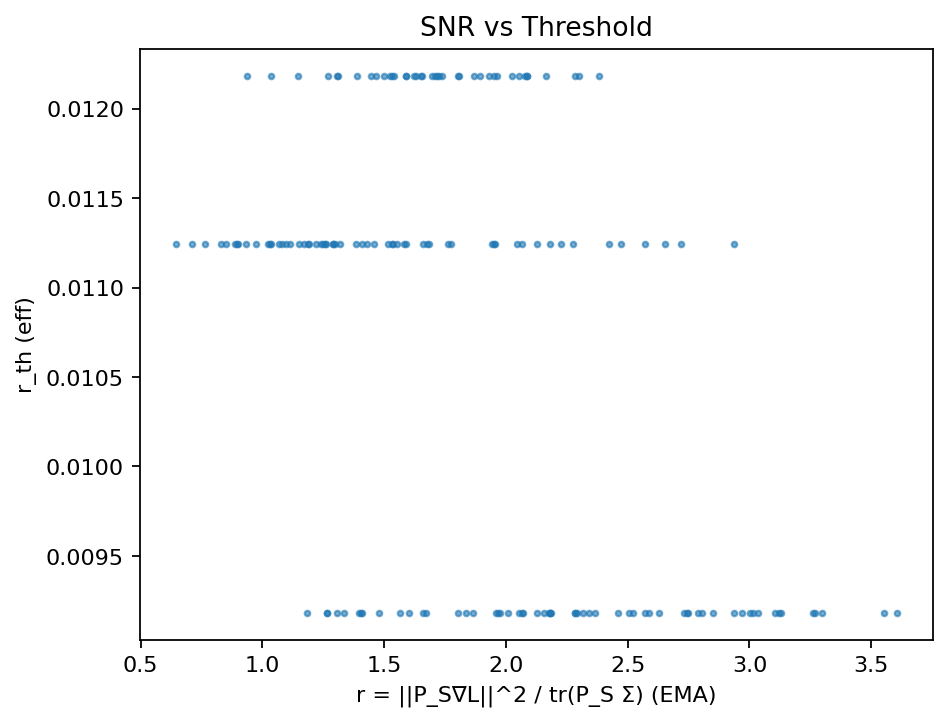 SNR vs Threshold
r_th (eff)
0.0120
0.0115
0.0110
0.0105
0.0100
0.0095
0.5 1.0 1.5 2.0 2.5 3.0 3.5
r = ||P_S∇L||^2 / tr(P_S Σ) (EMA)